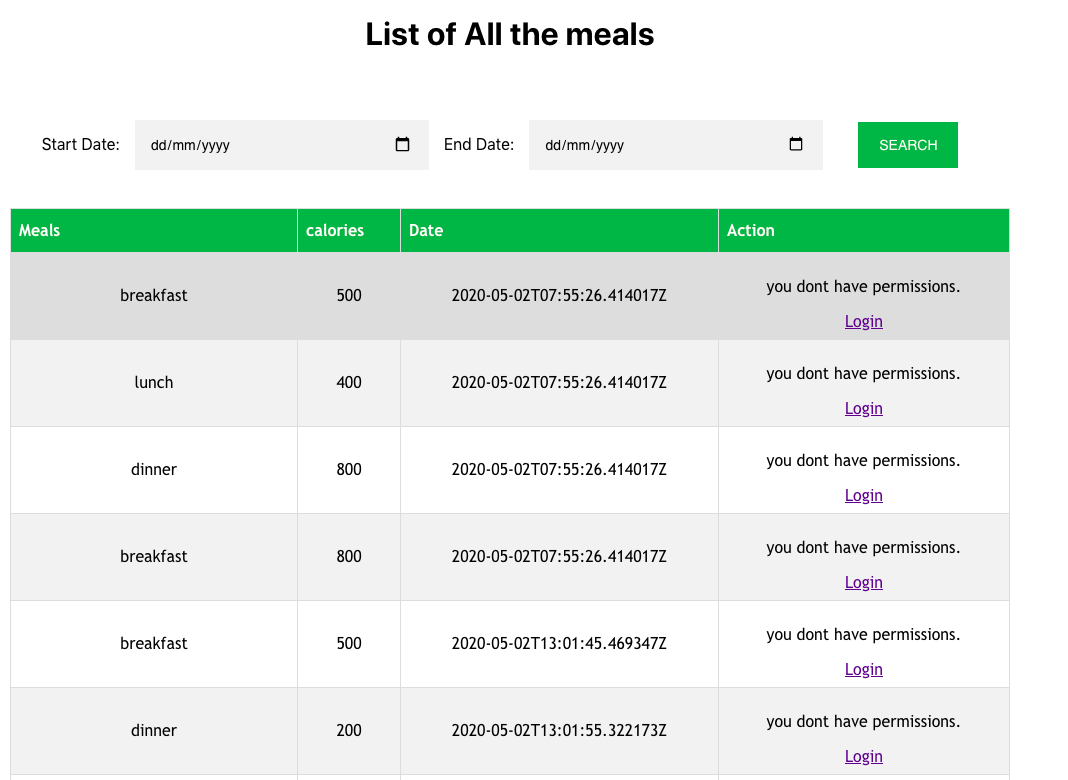 List of All the meals
Start Date: dd/mm/yyyy End Date: dd/mm/yyyy SEARCH
Meals calories Date Action
breakfast 500 2020-05-02T07:55:26.414017Z you dont have permissions.
Login
lunch 400 2020-05-02T07:55:26.414017Z you dont have permissions.
Login
dinner 800 2020-05-02T07:55:26.414017Z you dont have permissions.
Login
breakfast 800 2020-05-02T07:55:26.414017Z you dont have permissions.
Login
breakfast 500 2020-05-02T13:01:45.469347Z you dont have permissions.
Login
dinner 200 2020-05-02T13:01:55.322173Z you dont have permissions.
Login